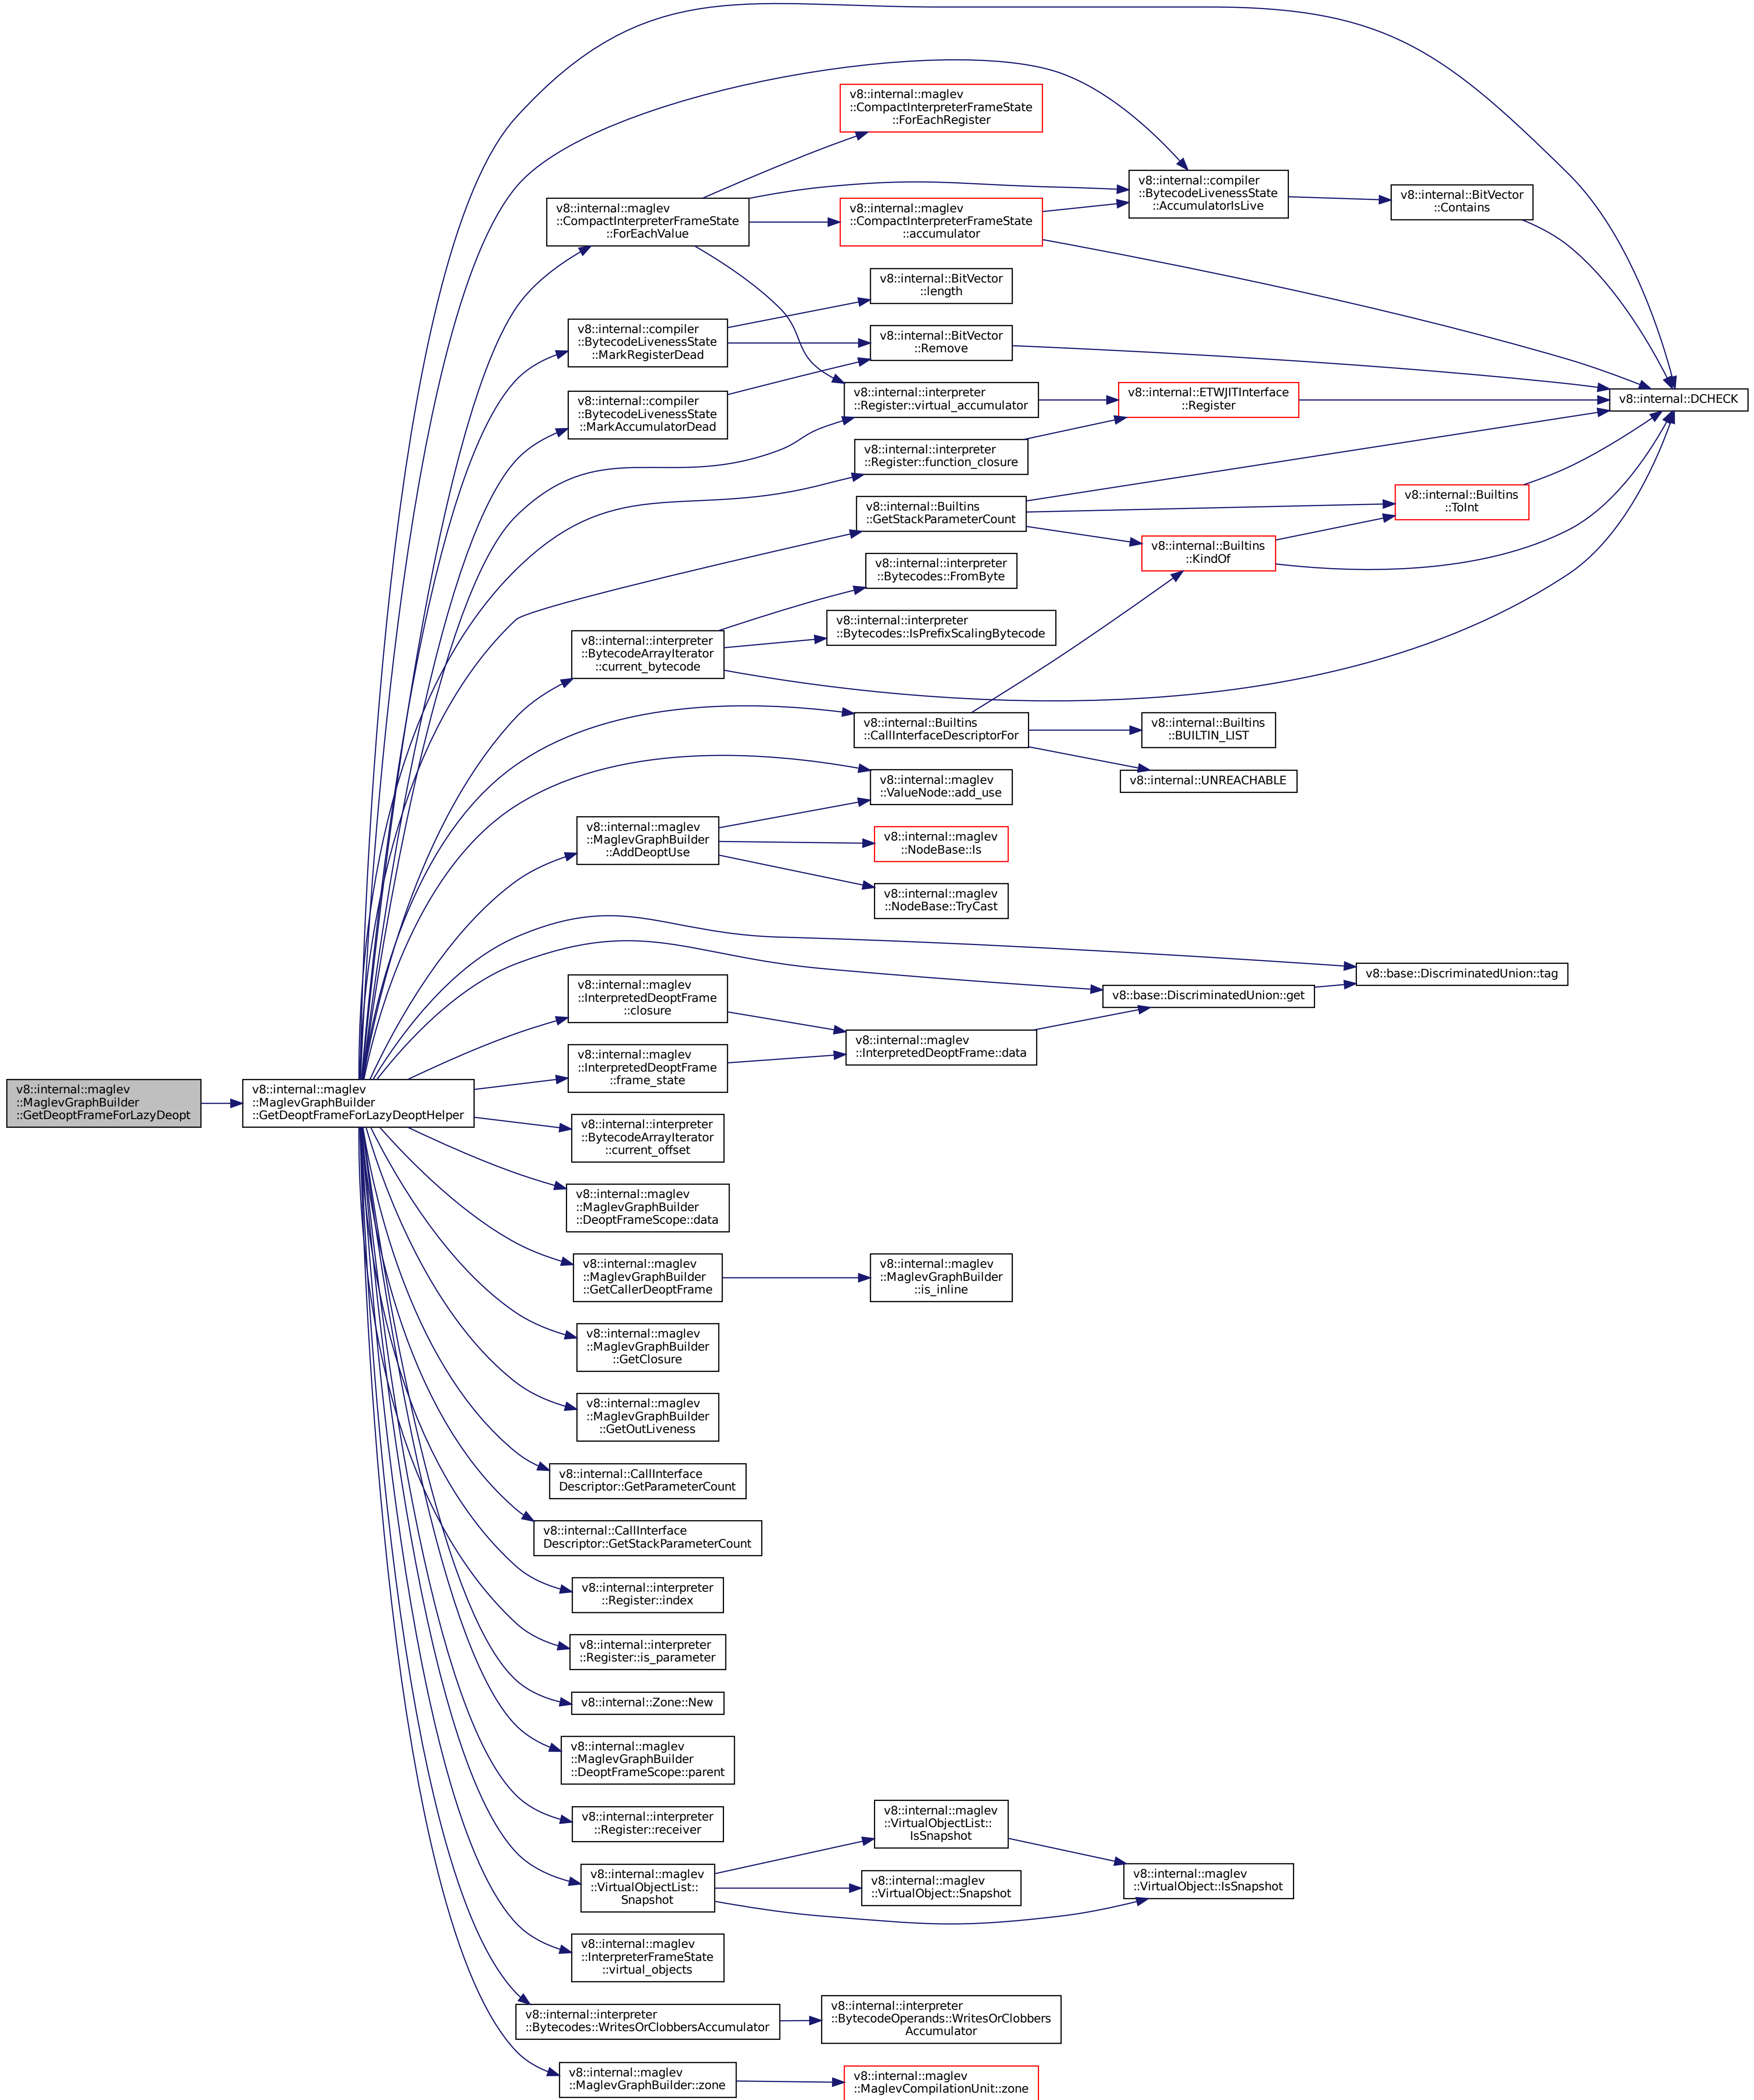 v8::internal::maglev
::MaglevGraphBuilder
::GetDeoptFrameForLazyDeopt
v8::internal::maglev
::MaglevGraphBuilder
::GetDeoptFrameForLazyDeoptHelper
v8::internal::maglev
::CompactInterpreterFrameState
::ForEachValue
v8::internal::maglev
::CompactInterpreterFrameState
::ForEachRegister
v8::internal::maglev
::CompactInterpreterFrameState
::accumulator
v8::internal::compiler
::BytecodeLivenessState
::AccumulatorIsLive
v8::internal::BitVector
::Contains
v8::internal::DCHECK
v8::internal::BitVector
::length
v8::internal::compiler
::BytecodeLivenessState
::MarkRegisterDead
v8::internal::BitVector
::Remove
v8::internal::compiler
::BytecodeLivenessState
::MarkAccumulatorDead
v8::internal::interpreter
::Register::virtual_accumulator
v8::internal::ETWJITInterface
::Register
v8::internal::interpreter
::Register::function_closure
v8::internal::Builtins
::GetStackParameterCount
v8::internal::Builtins
::ToInt
v8::internal::Builtins
::KindOf
v8::internal::interpreter
::Bytecodes::FromByte
v8::internal::interpreter
::Bytecodes::IsPrefixScalingBytecode
v8::internal::interpreter
::BytecodeArrayIterator
::current_bytecode
v8::internal::Builtins
::CallInterfaceDescriptorFor
v8::internal::Builtins
::BUILTIN_LIST
v8::internal::UNREACHABLE
v8::internal::maglev
::ValueNode::add_use
v8::internal::maglev
::MaglevGraphBuilder
::AddDeoptUse
v8::internal::maglev
::NodeBase::Is
v8::internal::maglev
::NodeBase::TryCast
v8::base::DiscriminatedUnion::tag
v8::base::DiscriminatedUnion::get
v8::internal::maglev
::InterpretedDeoptFrame
::closure
v8::internal::maglev
::InterpretedDeoptFrame::data
v8::internal::maglev
::InterpretedDeoptFrame
::frame_state
v8::internal::interpreter
::BytecodeArrayIterator
::current_offset
v8::internal::maglev
::MaglevGraphBuilder
::DeoptFrameScope::data
v8::internal::maglev
::MaglevGraphBuilder
::GetCallerDeoptFrame
v8::internal::maglev
::MaglevGraphBuilder
::is_inline
v8::internal::maglev
::MaglevGraphBuilder
::GetClosure
v8::internal::maglev
::MaglevGraphBuilder
::GetOutLiveness
v8::internal::CallInterface
Descriptor::GetParameterCount
v8::internal::CallInterface
Descriptor::GetStackParameterCount
v8::internal::interpreter
::Register::index
v8::internal::interpreter
::Register::is_parameter
v8::internal::Zone::New
v8::internal::maglev
::MaglevGraphBuilder
::DeoptFrameScope::parent
v8::internal::interpreter
::Register::receiver
v8::internal::maglev
::VirtualObjectList::
Snapshot
v8::internal::maglev
::VirtualObjectList::
IsSnapshot
v8::internal::maglev
::VirtualObject::Snapshot
v8::internal::maglev
::VirtualObject::IsSnapshot
v8::internal::maglev
::InterpreterFrameState
::virtual_objects
v8::internal::interpreter
::Bytecodes::WritesOrClobbersAccumulator
v8::internal::interpreter
::BytecodeOperands::WritesOrClobbers
Accumulator
v8::internal::maglev
::MaglevGraphBuilder::zone
v8::internal::maglev
::MaglevCompilationUnit::zone